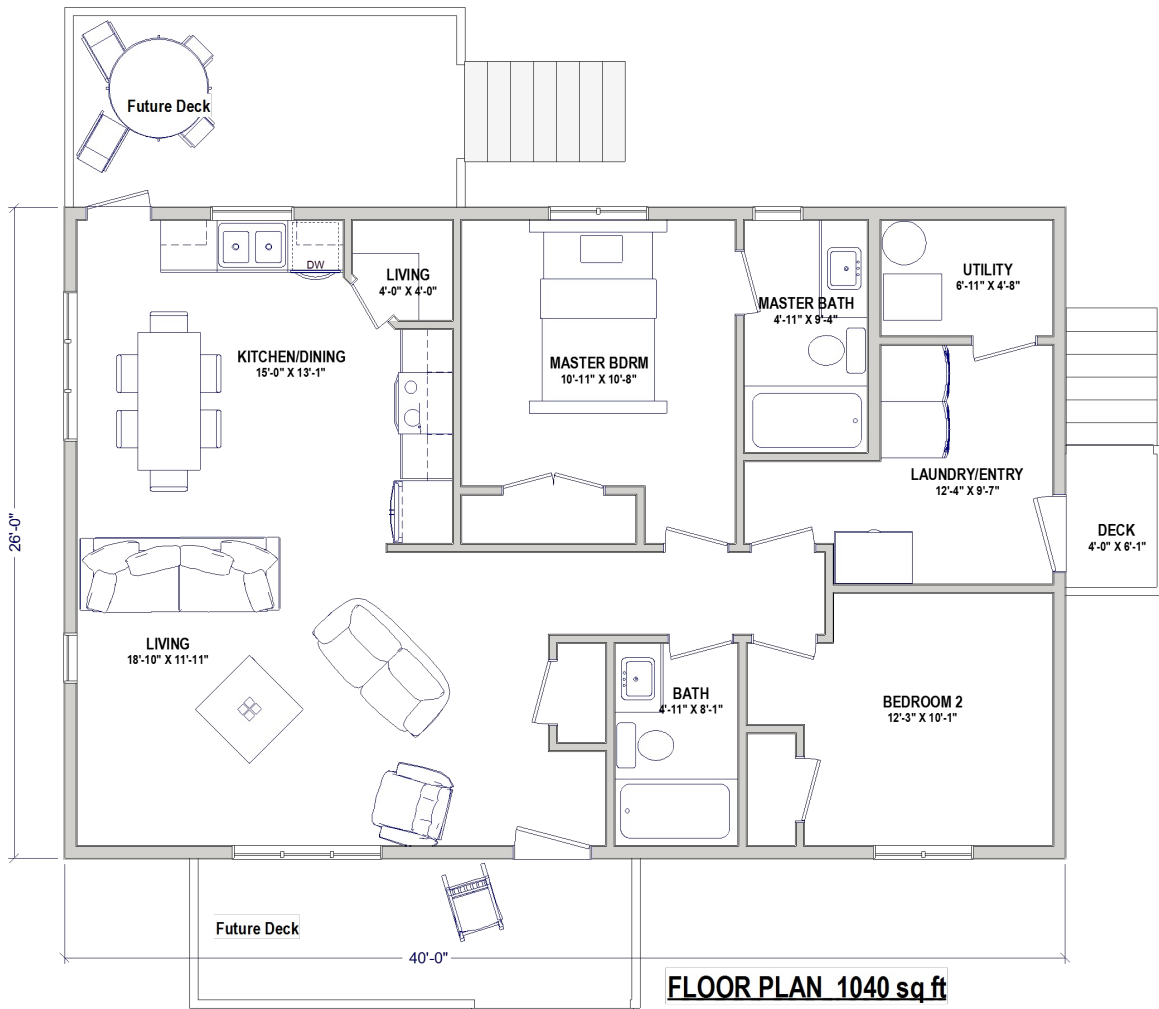 Future Deck
DW
LIVING
4'-0" X 4'-0"
UTILITY
6'-11" X 4'-8"
MASTER BATH
4'-11" X 9'-4"
KITCHEN/DINING
15'-0" X 13'-1"
MASTER BDRM
10'-11" X 10'-8"
LAUNDRY/ENTRY
12'-4" X 9'-7"
26'-0"
DECK
4'-0" X 6'-1"
LIVING
18'-10" X 11'-11"
BATH
4'-11" X 8'-1"
BEDROOM 2
12'-3" X 10'-1"
Future Deck
40'-0"
FLOOR PLAN 1040 sq ft